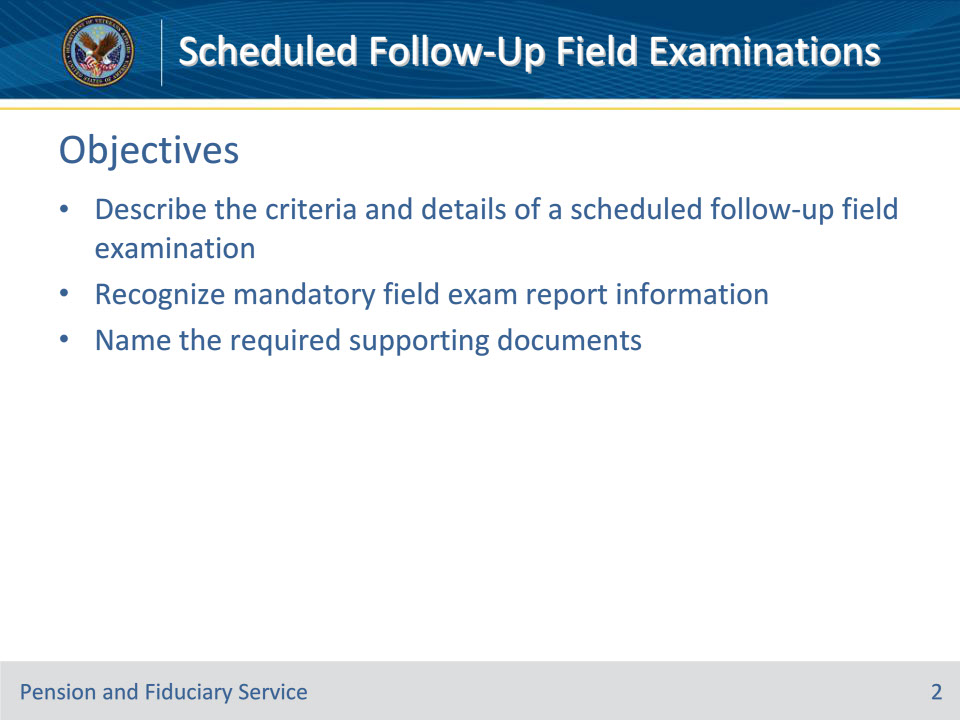 Scheduled Follow-Up Field Examinations
Objectives
• Describe the criteria and details of a scheduled follow-up field
examination
• Recognize mandatory field exam report information
• Name the required supporting documents
Pension and Fiduciary Service
2